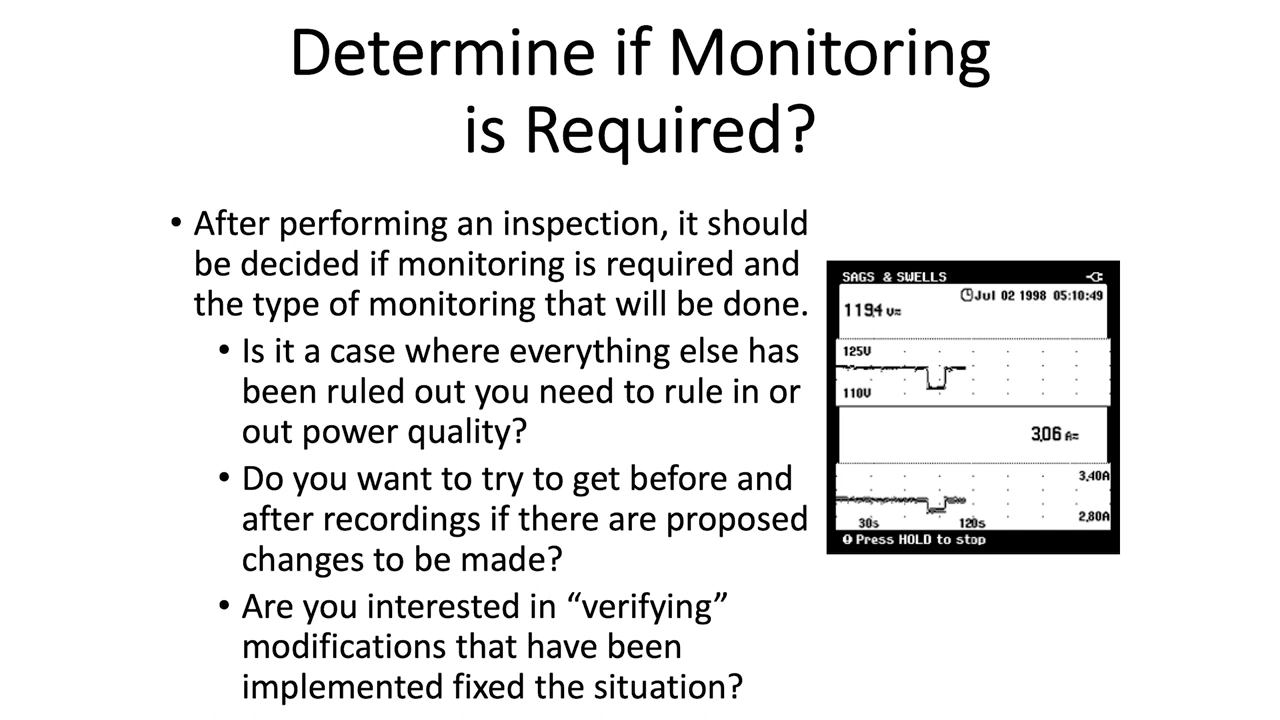 Determine if Monitoring
is Required?
• After performing an inspection, it should
be decided if monitoring is required and
the type of monitoring that will be done.
• Is it a case where everything else has
been ruled out you need to rule in or
out power quality?
• Do you want to try to get before and
after recordings if there are proposed
changes to be made?
• Are you interested in “verifying”
modifications that have been
implemented fixed the situation?
SAGS & SWELLS
Jul 02 1998 05:10:49
119.4 V≂
125V
110V
3.06 A≂
3.40A
2.80A
30s 120s
Press HOLD to stop